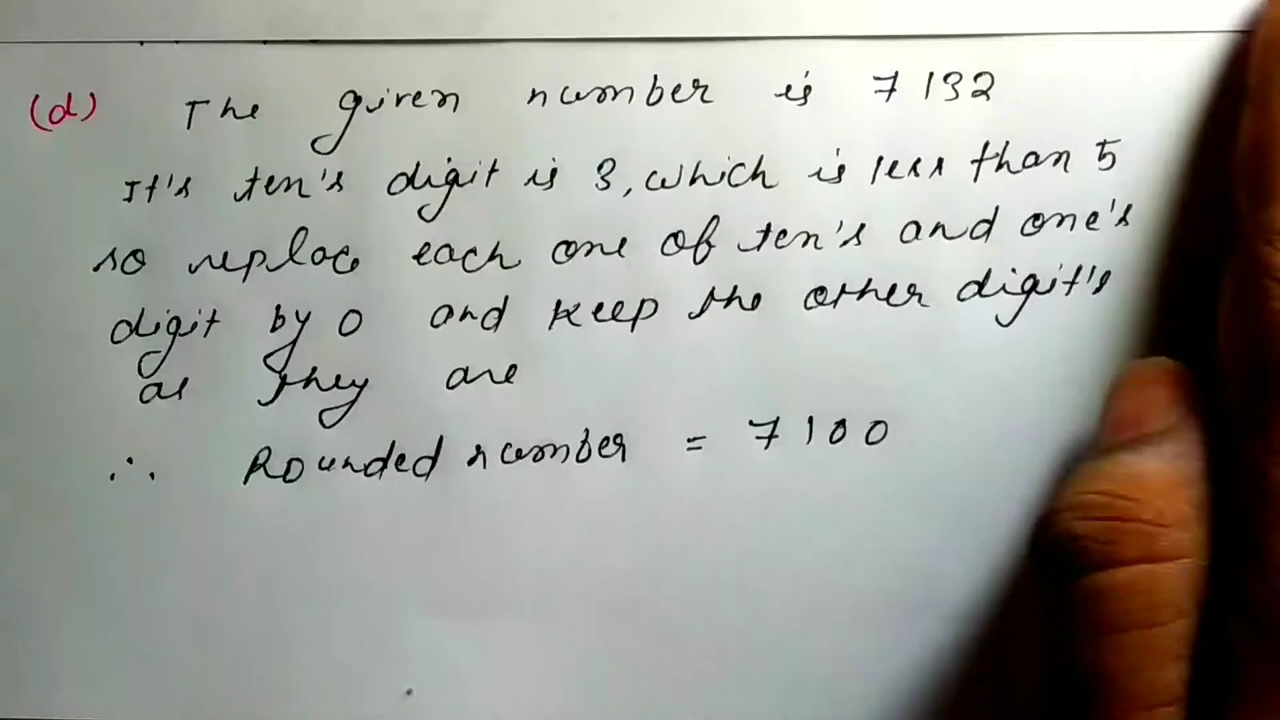 (d) The given number is 7132
It's ten's digit is 3, which is less than 5
so replace each one of ten's and one's
digit by 0 and keep the other digit's
as they are
∴ Rounded number = 7100